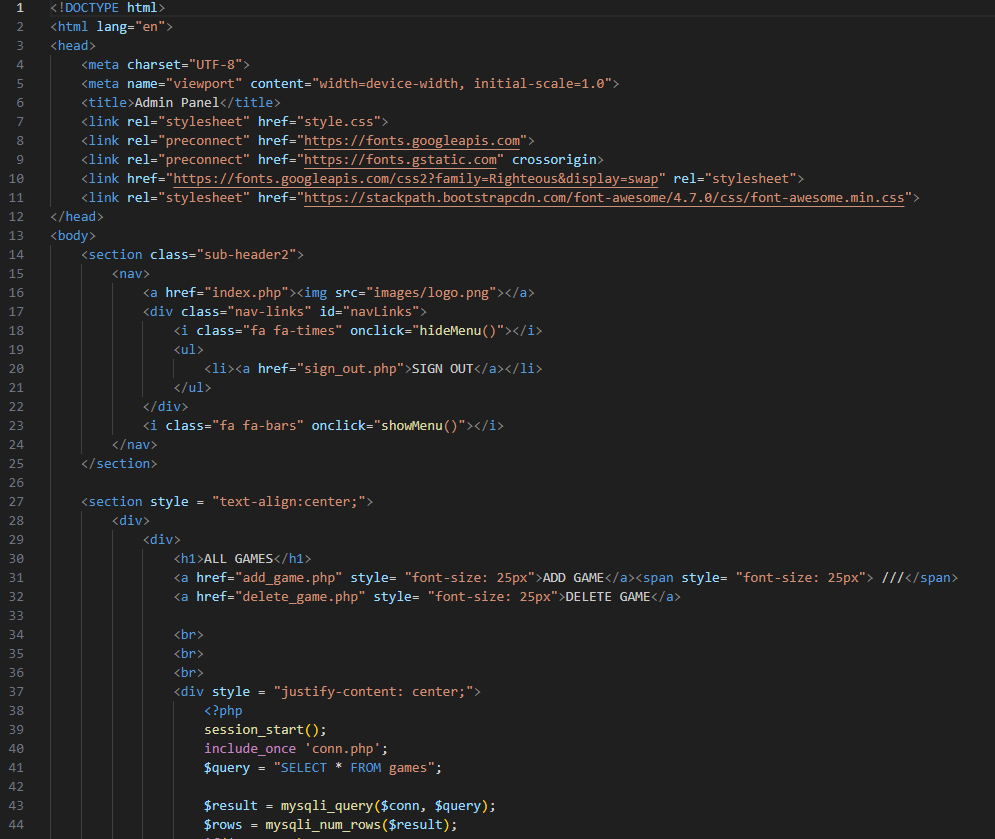 1 <!DOCTYPE html>
2 <html lang="en">
3 <head>
4 <meta charset="UTF-8">
5 <meta name="viewport" content="width=device-width, initial-scale=1.0">
6 <title>Admin Panel</title>
7 <link rel="stylesheet" href="style.css">
8 <link rel="preconnect" href="https://fonts.googleapis.com">
9 <link rel="preconnect" href="https://fonts.gstatic.com" crossorigin>
10 <link href="https://fonts.googleapis.com/css2?family=Righteous&display=swap" rel="stylesheet">
11 <link rel="stylesheet" href="https://stackpath.bootstrapcdn.com/font-awesome/4.7.0/css/font-awesome.min.css">
12 </head>
13 <body>
14 <section class="sub-header2">
15 <nav>
16 <a href="index.php"><img src="images/logo.png"></a>
17 <div class="nav-links" id="navLinks">
18 <i class="fa fa-times" onclick="hideMenu()"></i>
19 <ul>
20 <li><a href="sign_out.php">SIGN OUT</a></li>
21 </ul>
22 </div>
23 <i class="fa fa-bars" onclick="showMenu()"></i>
24 </nav>
25 </section>
26
27 <section style = "text-align:center;">
28 <div>
29 <div>
30 <h1>ALL GAMES</h1>
31 <a href="add_game.php" style= "font-size: 25px">ADD GAME</a><span style= "font-size: 25px"> ///</span>
32 <a href="delete_game.php" style= "font-size: 25px">DELETE GAME</a>
33
34 <br>
35 <br>
36 <br>
37 <div style = "justify-content: center;">
38 <?php
39 session_start();
40 include_once 'conn.php';
41 $query = "SELECT * FROM games";
42
43 $result = mysqli_query($conn, $query);
44 $rows = mysqli_num_rows($result);